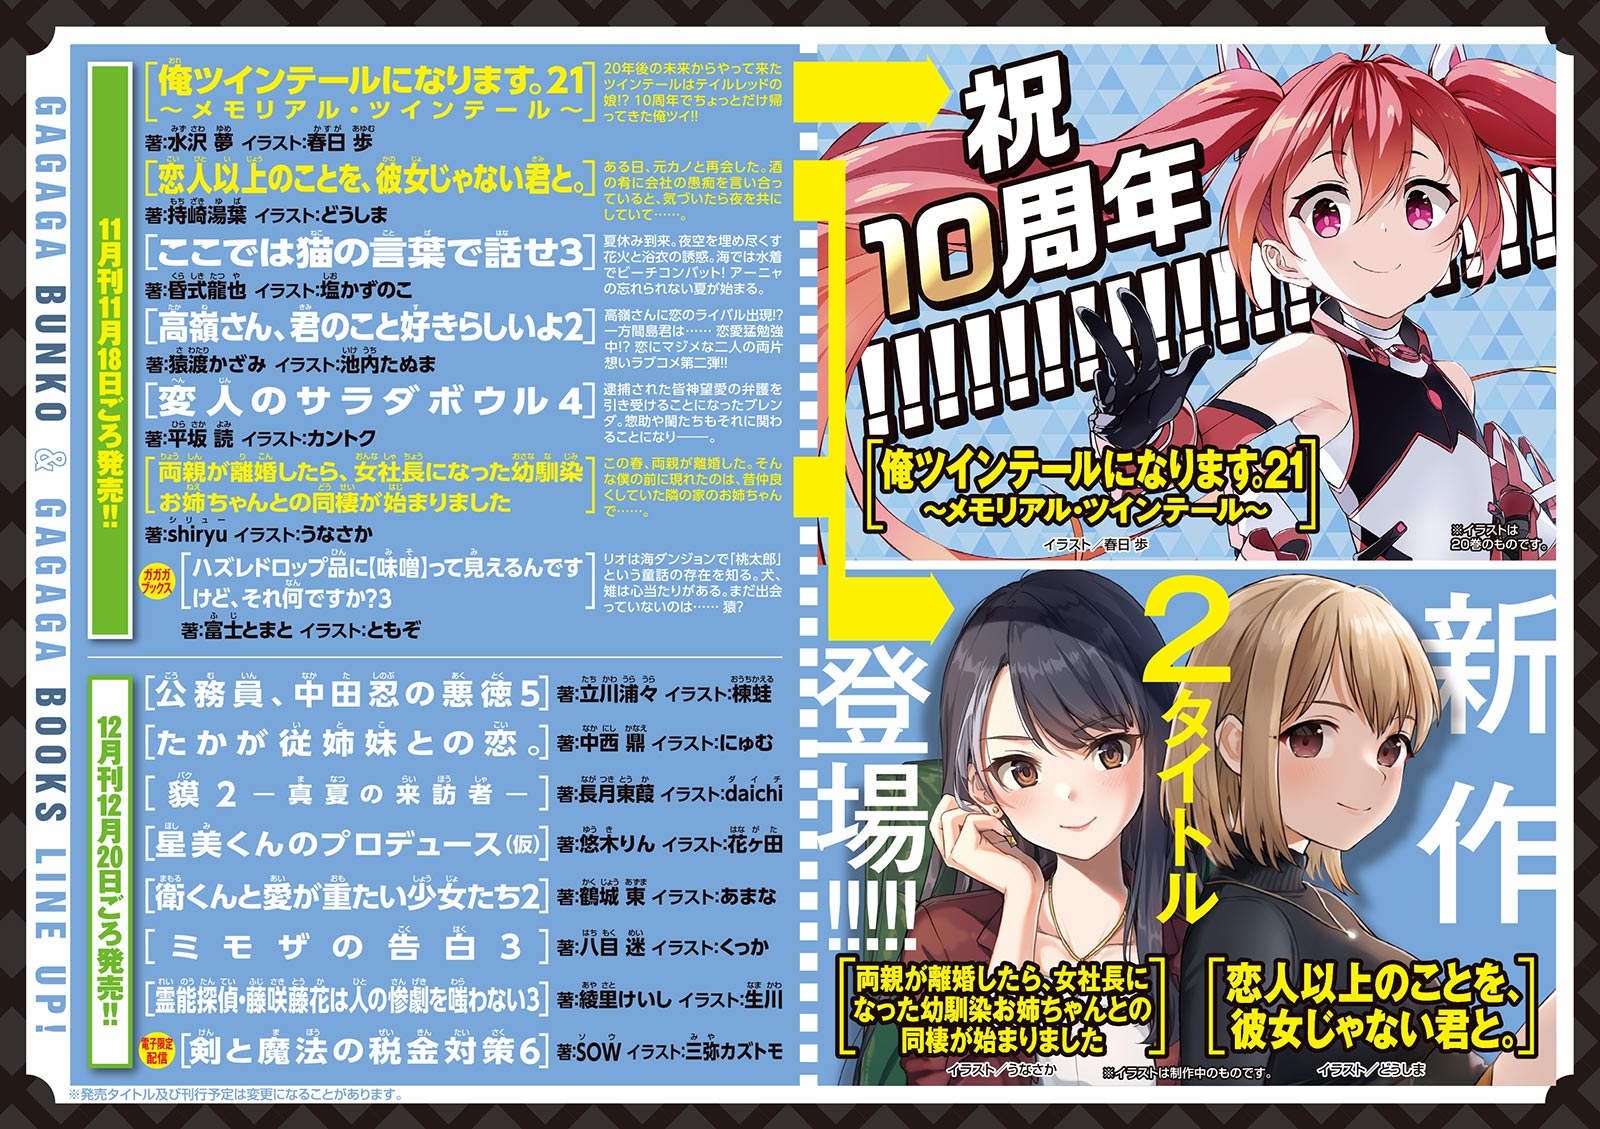 GAGAGA BUNKO & GAGAGA BOOKS LINE UP!
11月刊11月18日ごろ発売!!
[俺ツインテールになります。21
～メモリアル・ツインテール～]
著:水沢 夢 イラスト:春日 歩
20年後の未来からやって来た
ツインテールはテイルレッドの
娘!? 10周年でちょっとだけ帰
ってきた俺ツイ!!
[恋人以上のことを、彼女じゃない君と。]
著:持崎湯葉 イラスト:どうしま
ある日、元カノと再会した。酒
の肴に会社の愚痴を言い合っ
ていると、気づいたら夜を共に
していて……。
[ここでは猫の言葉で話せ3]
著:昏式龍也 イラスト:塩かずのこ
夏休み到来。夜空を埋め尽くす
花火と浴衣の誘惑。海では水着
でビーチコンバット! アーニャ
の忘れられない夏が始まる。
[高嶺さん、君のこと好きらしいよ2]
著:猿渡かざみ イラスト:池内たぬま
高嶺さんに恋のライバル出現!?
一方間島君は…… 恋愛猛勉強
中!? 恋にマジメな二人の両片
想いラブコメ第二弾!!
[変人のサラダボウル4]
著:平坂 読 イラスト:カントク
逮捕された皆神望愛の弁護を
引き受けることになったブレン
ダ。惣助や閨たちもそれに関わ
ることになり――。
[両親が離婚したら、女社長になった幼馴染
お姉ちゃんとの同棲が始まりました]
著:shiryu イラスト:うなさか
この春、両親が離婚した。そん
な僕の前に現れたのは、昔仲良
くしていた隣の家のお姉ちゃん
で……。
ガガガ
ブックス
[ハズレドロップ品に【味噌】って見えるんです
けど、それ何ですか?3]
著:富士とまと イラスト:ともぞ
リオは海ダンジョンで「桃太郎」
という童話の存在を知る。犬、
雉は心当たりがある。まだ出会
っていないのは…… 猿?
12月刊12月20日ごろ発売!!
[公務員、中田忍の悪徳5] 著:立川浦々 イラスト:楝蛙
[たかが従姉妹との恋。] 著:中西 鼎 イラスト:にゅむ
[貘2―真夏の来訪者―] 著:長月東葭 イラスト:daichi
[星美くんのプロデュース(仮)] 著:悠木りん イラスト:花ヶ田
[衛くんと愛が重たい少女たち2] 著:鶴城 東 イラスト:あまな
[ミモザの告白3] 著:八目 迷 イラスト:くっか
[霊能探偵・藤咲藤花は人の惨劇を嗤わない3] 著:綾里けいし イラスト:生川
電子限定
配信
[剣と魔法の税金対策6] 著:SOW イラスト:三弥カズトモ
※発売タイトル及び刊行予定は変更になることがあります。
祝
10周年
!!!!!!!!!!!!!!!!!!!!
[俺ツインテールになります。21
～メモリアル・ツインテール～]
イラスト／春日 歩
※イラストは
20巻のものです。
新作
2タイトル
登場!!!!!
[両親が離婚したら、女社長に
なった幼馴染お姉ちゃんとの
同棲が始まりました]
イラスト／うなさか
※イラストは制作中のものです。
[恋人以上のことを、
彼女じゃない君と。]
イラスト／どうしま